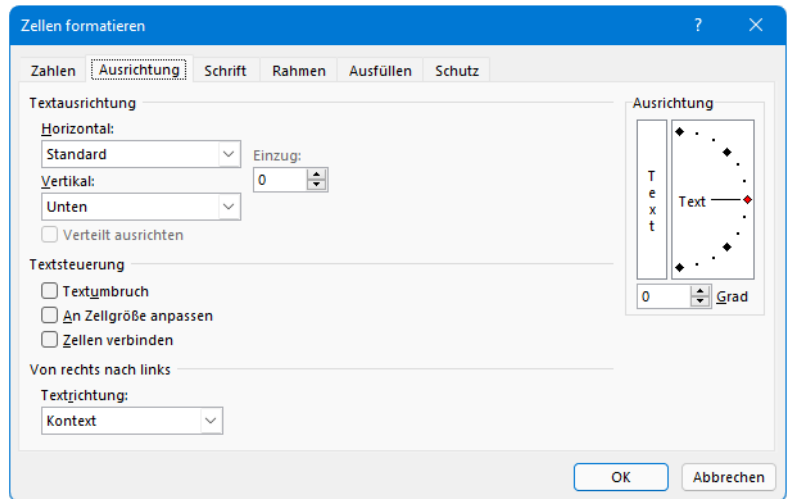 Zellen formatieren
?
Zahlen Ausrichtung Schrift Rahmen Ausfüllen Schutz
Textausrichtung
Horizontal:
Standard
Einzug:
0
Vertikal:
Unten
Verteilt ausrichten
Textsteuerung
Textumbruch
An Zellgröße anpassen
Zellen verbinden
Von rechts nach links
Textrichtung:
Kontext
Ausrichtung
Text
Text
0 Grad
OK Abbrechen